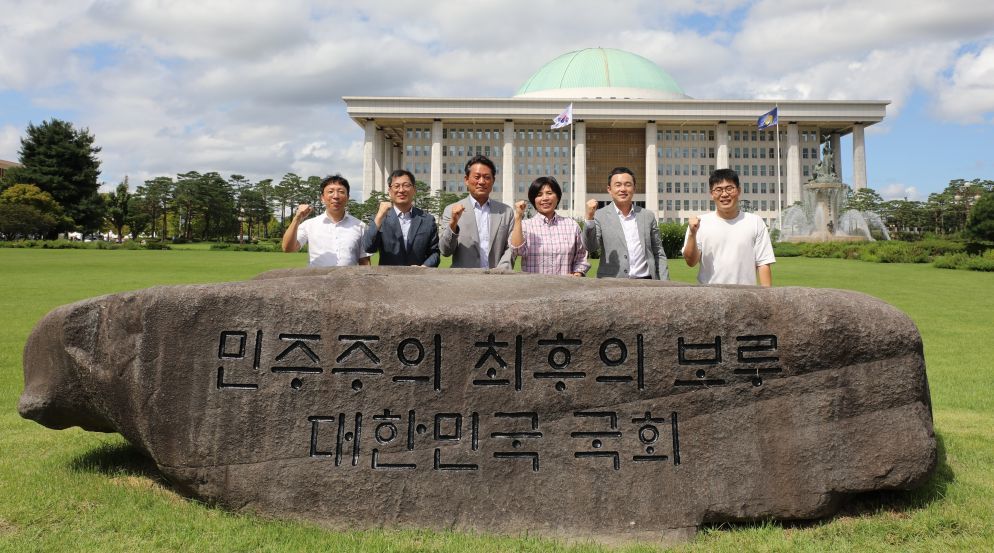 민주주의 최후의 보루
대한민국 국회